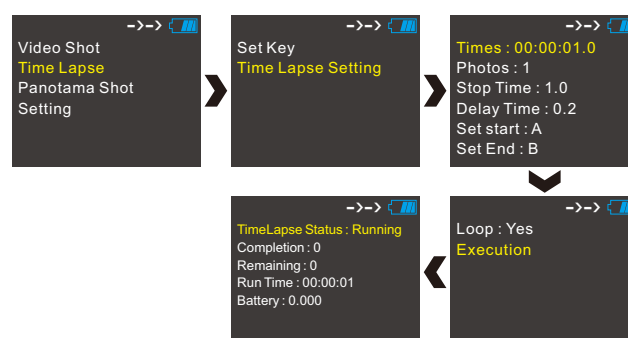 ->->
Video Shot
Time Lapse
Panotama Shot
Setting
->->
Set Key
Time Lapse Setting
->->
Times : 00:00:01.0
Photos : 1
Stop Time : 1.0
Delay Time : 0.2
Set start : A
Set End : B
->->
Loop : Yes
Execution
->->
TimeLapse Status : Running
Completion : 0
Remaining : 0
Run Time : 00:00:01
Battery : 0.000